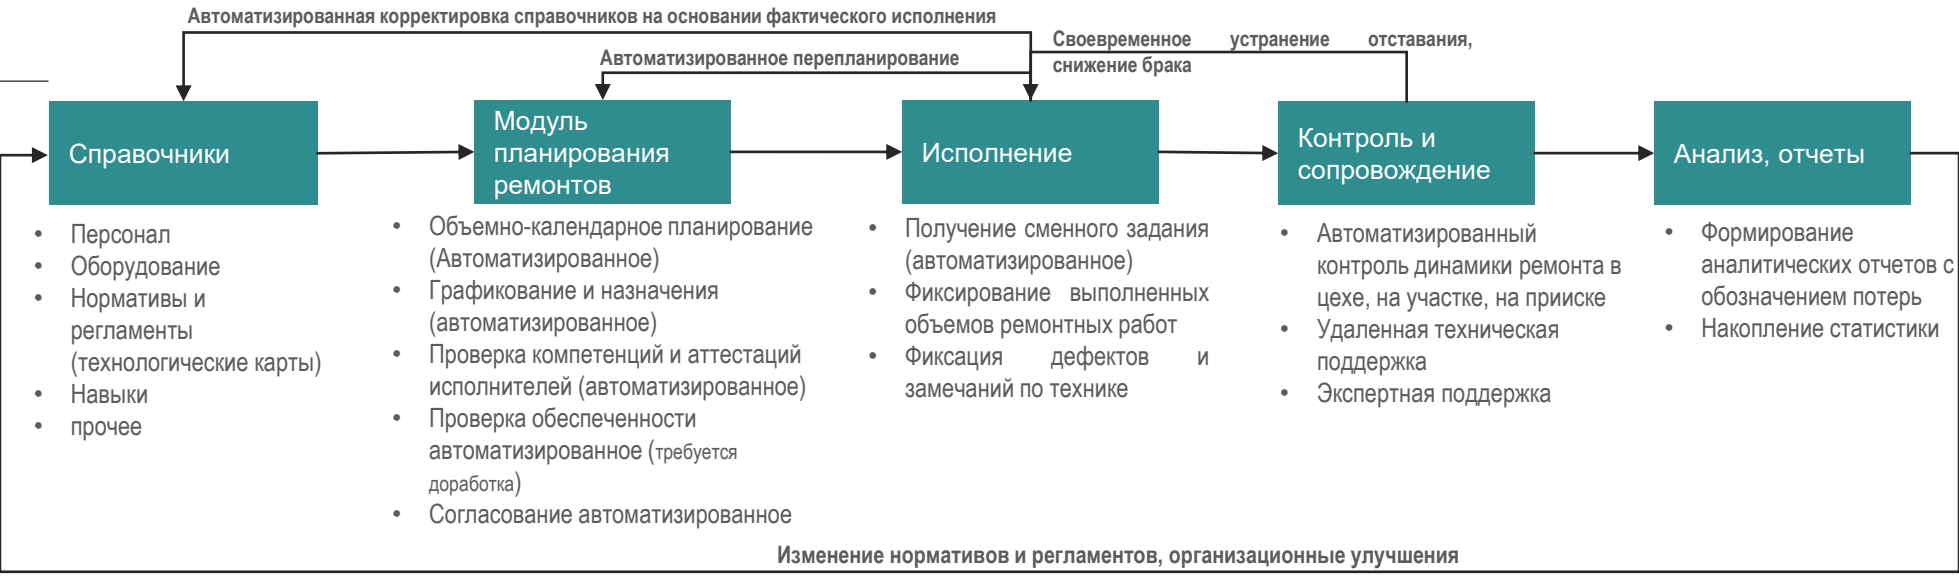 Автоматизированная корректировка справочников на основании фактического исполнения
Своевременное устранение отставания,
снижение брака
Автоматизированное перепланирование
Справочники
Модуль
планирования
ремонтов
Исполнение
Контроль и
сопровождение
Анализ, отчеты
• Персонал
• Оборудование
• Нормативы и
регламенты
(технологические карты)
• Навыки
• прочее
• Объемно-календарное планирование
(Автоматизированное)
• Графикование и назначения
(автоматизированное)
• Проверка компетенций и аттестаций
исполнителей (автоматизированное)
• Проверка обеспеченности
автоматизированное (требуется
доработка)
• Согласование автоматизированное
• Получение сменного задания
(автоматизированное)
• Фиксирование выполненных
объемов ремонтных работ
• Фиксация дефектов и
замечаний по технике
• Автоматизированный
контроль динамики ремонта в
цехе, на участке, на прииске
• Удаленная техническая
поддержка
• Экспертная поддержка
• Формирование
аналитических отчетов с
обозначением потерь
• Накопление статистики
Изменение нормативов и регламентов, организационные улучшения